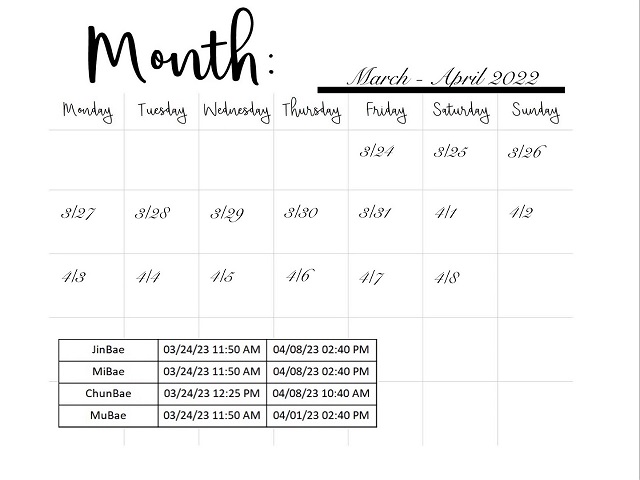 Month:
March - April 2022
Monday Tuesday Wednesday Thursday Friday Saturday Sunday
3/24 3/25 3/26
3/27 3/28 3/29 3/30 3/31 4/1 4/2
4/3 4/4 4/5 4/6 4/7 4/8
JinBae 03/24/23 11:50 AM 04/08/23 02:40 PM
MiBae 03/24/23 11:50 AM 04/08/23 02:40 PM
ChunBae 03/24/23 12:25 PM 04/08/23 10:40 AM
MuBae 03/24/23 11:50 AM 04/01/23 02:40 PM